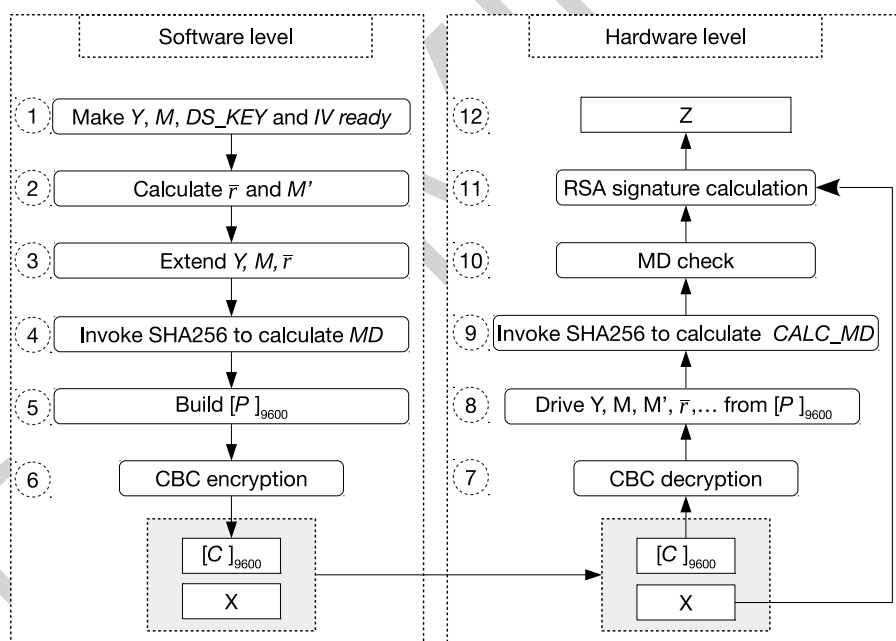 Software level
1 Make Y, M, DS_KEY and IV ready
2 Calculate r̄ and M’
3 Extend Y, M, r̄
4 Invoke SHA256 to calculate MD
5 Build [P ]9600
6 CBC encryption
[C ]9600
X
Hardware level
12 Z
11 RSA signature calculation
10 MD check
9 Invoke SHA256 to calculate CALC_MD
8 Drive Y, M, M’, r̄ ,... from [P ]9600
7 CBC decryption
[C ]9600
X